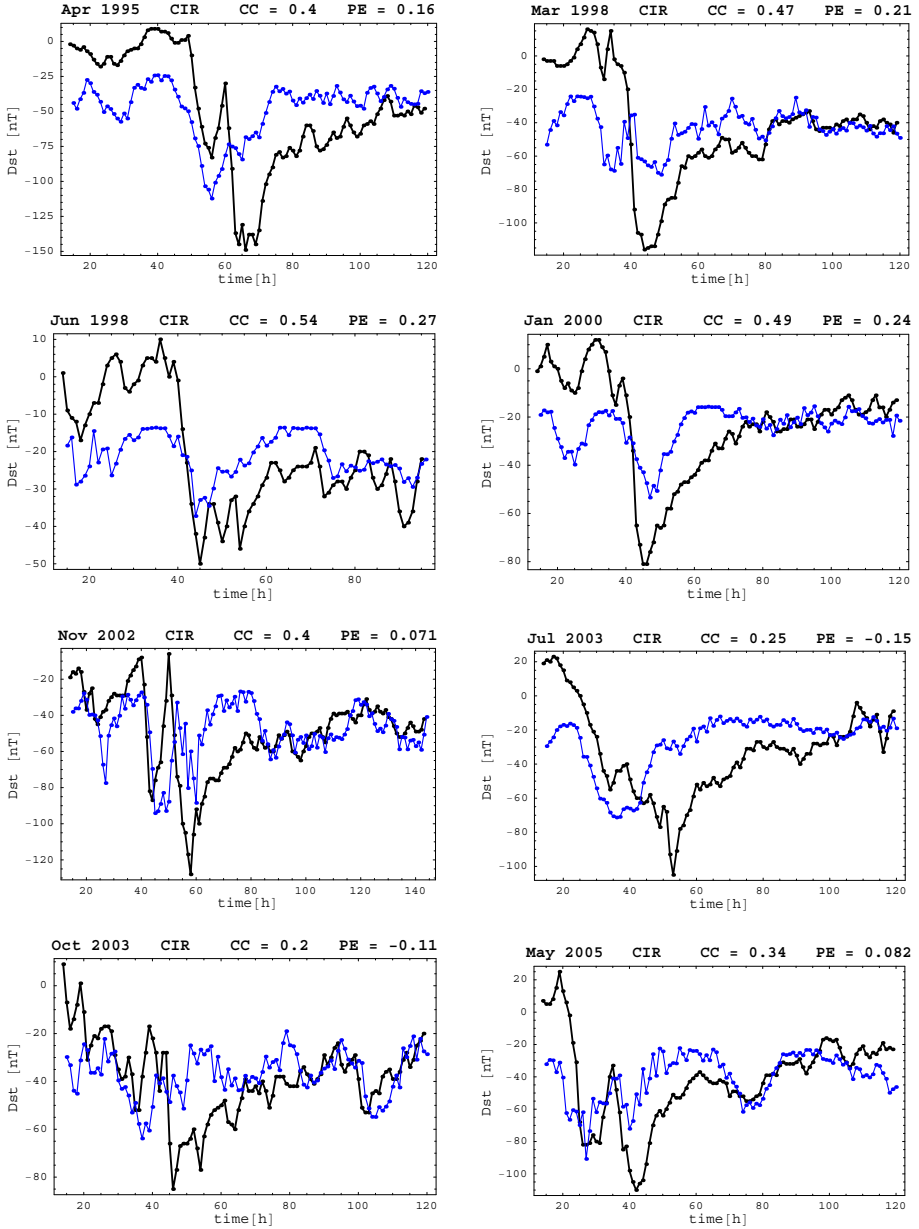 Apr 1995 CIR CC = 0.4 PE = 0.16
Dst [nT]
0
-25
-50
-75
-100
-125
-150
20 40 60 80 100 120
time[h]
Mar 1998 CIR CC = 0.47 PE = 0.21
Dst [nT]
0
-20
-40
-60
-80
-100
20 40 60 80 100 120
time[h]
Jun 1998 CIR CC = 0.54 PE = 0.27
Dst [nT]
10
0
-10
-20
-30
-40
-50
20 40 60 80
time[h]
Jan 2000 CIR CC = 0.49 PE = 0.24
Dst [nT]
0
-20
-40
-60
-80
20 40 60 80 100 120
time[h]
Nov 2002 CIR CC = 0.4 PE = 0.071
Dst [nT]
-20
-40
-60
-80
-100
-120
20 40 60 80 100 120 140
time[h]
Jul 2003 CIR CC = 0.25 PE = -0.15
Dst [nT]
20
0
-20
-40
-60
-80
-100
20 40 60 80 100 120
time[h]
Oct 2003 CIR CC = 0.2 PE = -0.11
Dst [nT]
0
-20
-40
-60
-80
20 40 60 80 100 120
time[h]
May 2005 CIR CC = 0.34 PE = 0.082
Dst [nT]
20
0
-20
-40
-60
-80
-100
20 40 60 80 100 120
time[h]